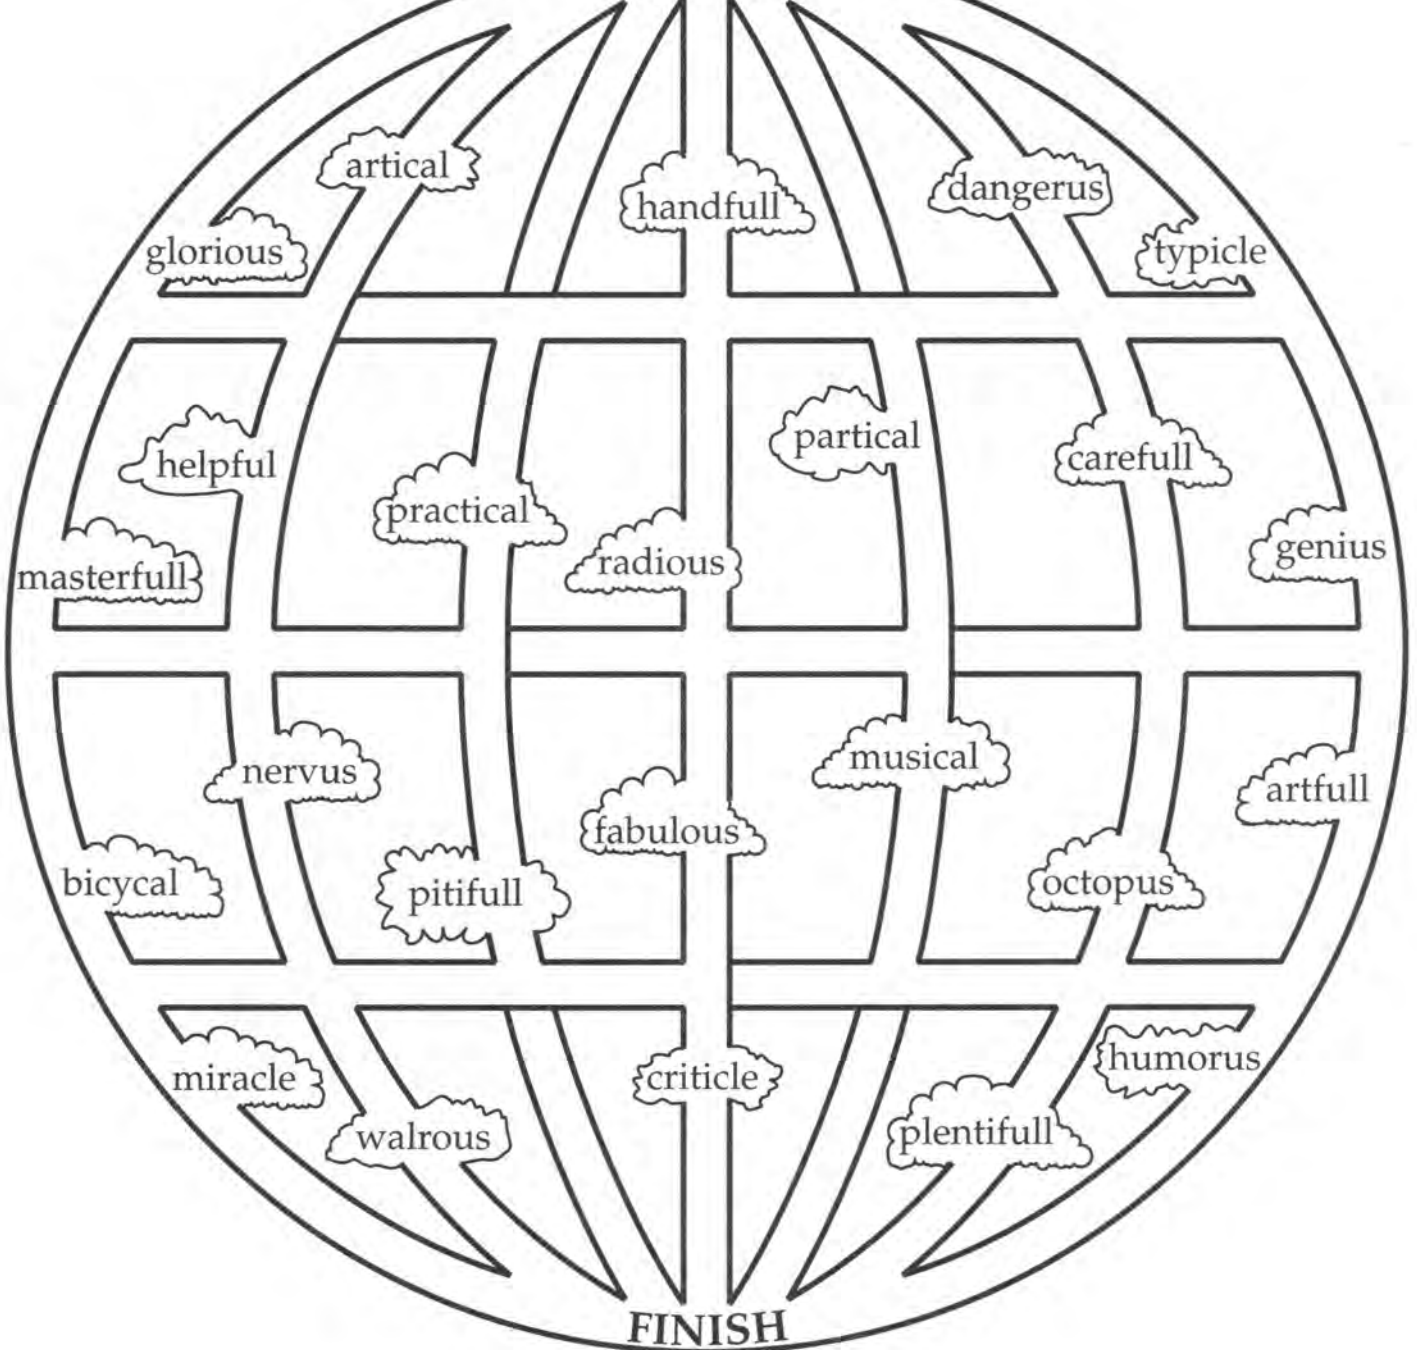 artical
handfull
dangerus
glorious
typicle
partical
helpful
carefull
practical
genius
radious
masterfull
musical
nervus
artfull
fabulous
bicycal
octopus
pitifull
humorus
miracle
criticle
plentifull
walrous
FINISH